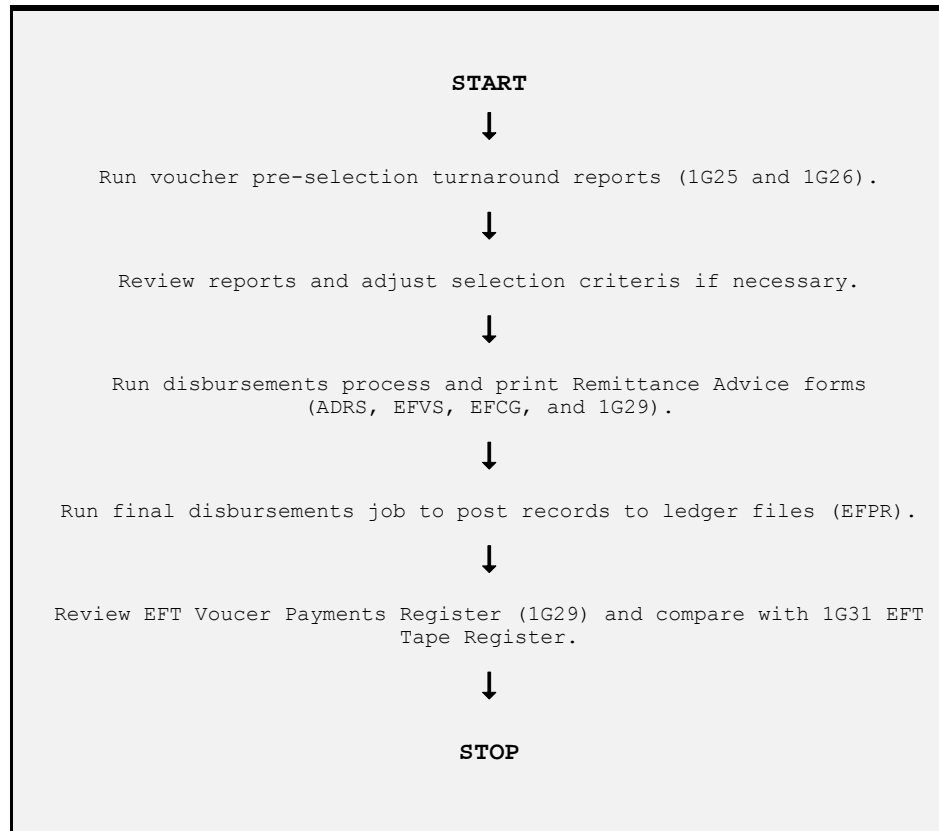 START
Run voucher pre-selection turnaround reports (1G25 and 1G26).
Review reports and adjust selection criteris if necessary.
Run disbursements process and print Remittance Advice forms
(ADRS, EFVS, EFCG, and 1G29).
Run final disbursements job to post records to ledger files (EFPR).
Review EFT Voucer Payments Register (1G29) and compare with 1G31 EFT
Tape Register.
STOP